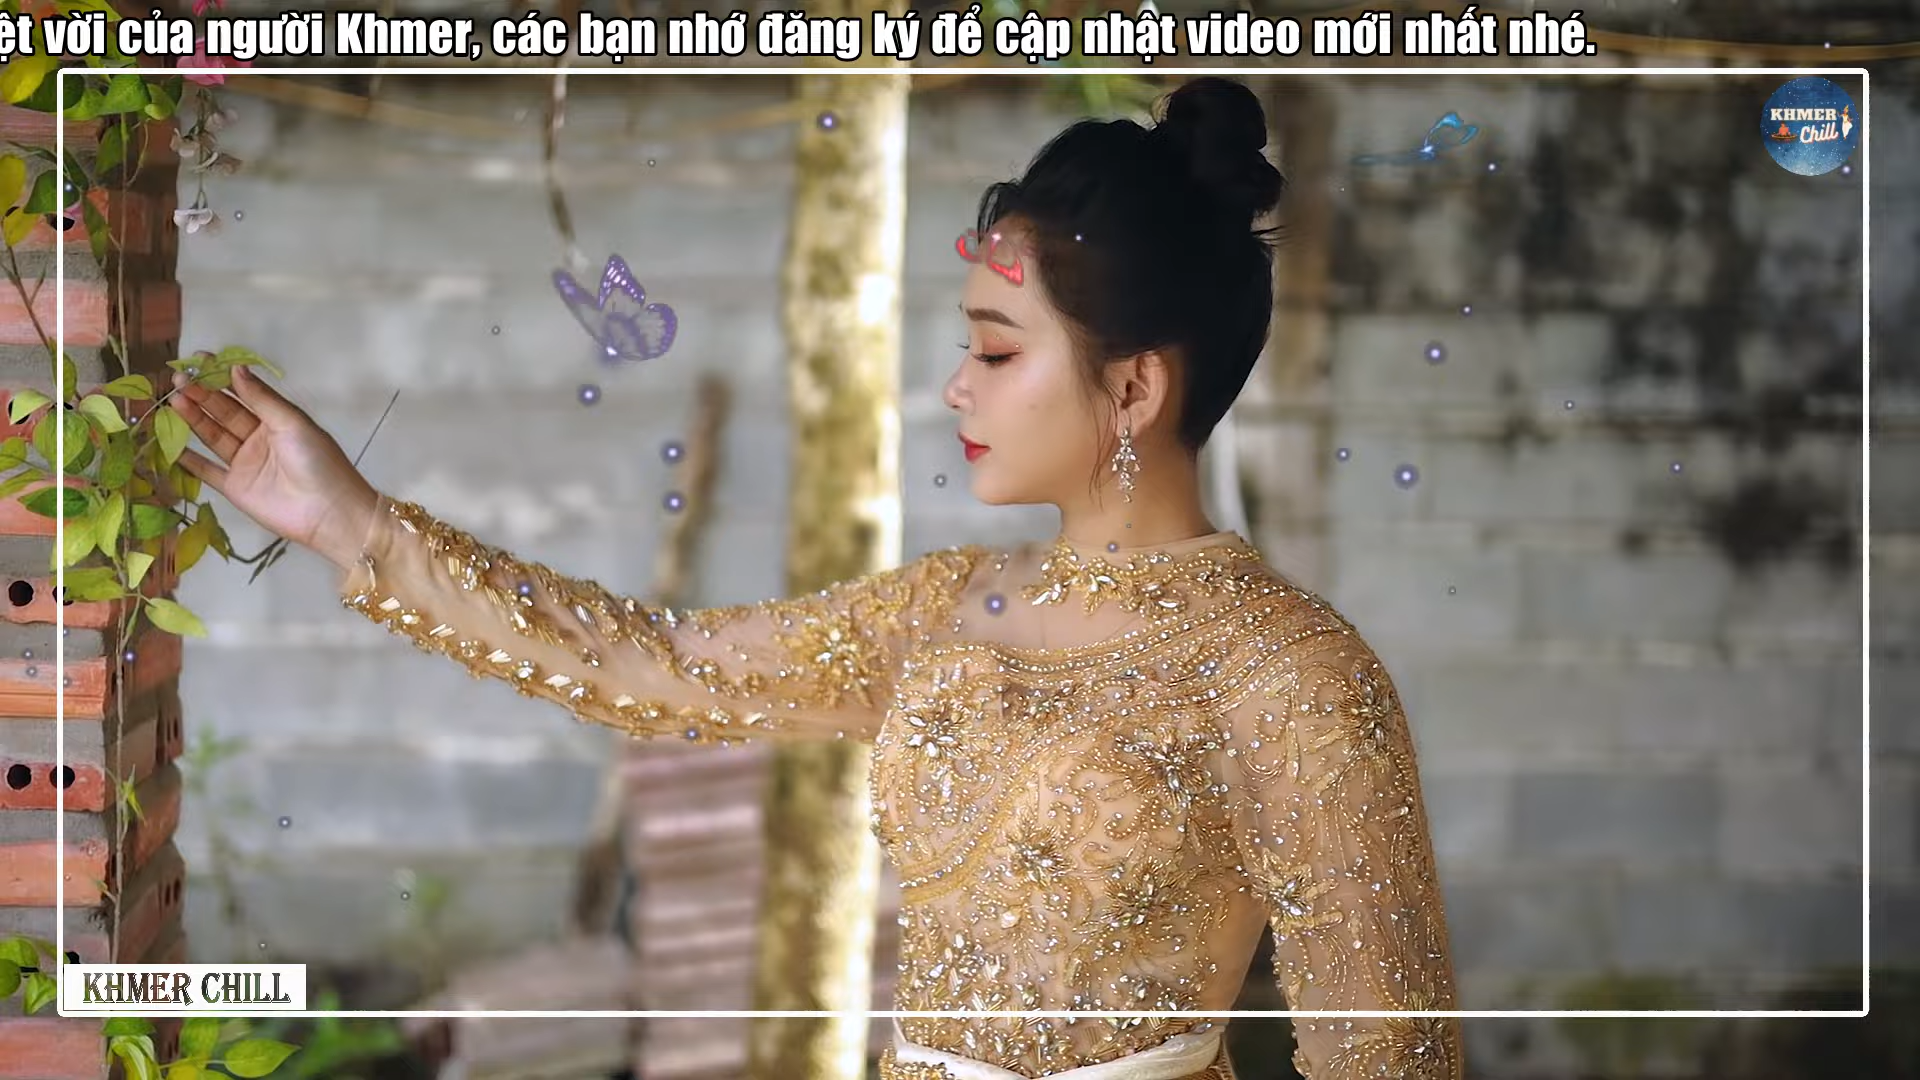 ệt vời của người Khmer, các bạn nhớ đăng ký để cập nhật video mới nhất nhé.
KHMER
Chill
KHMER CHILL